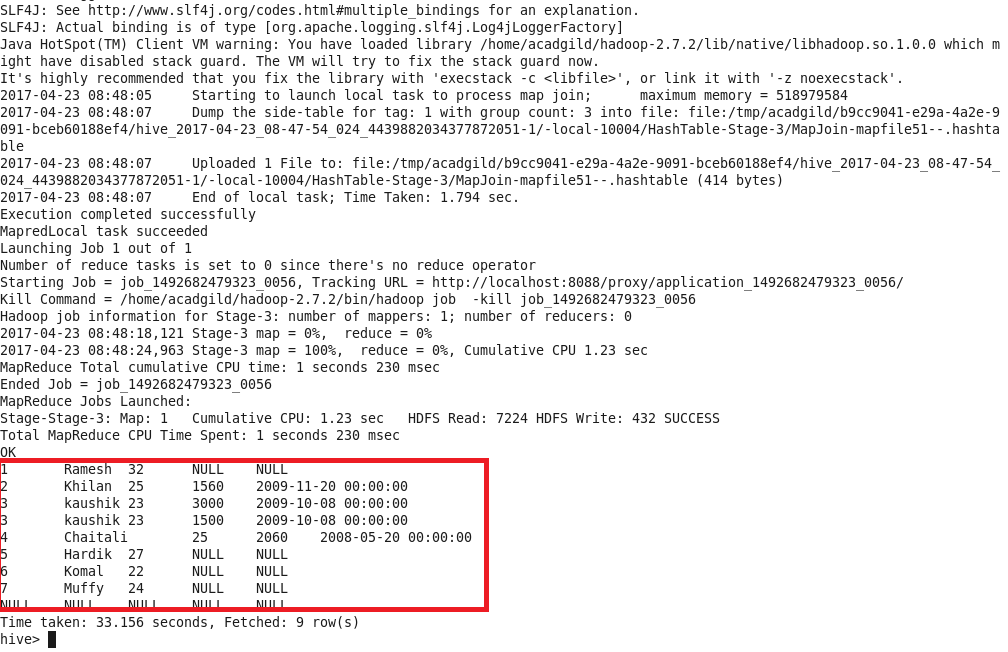 SLF4J: See http://www.slf4j.org/codes.html#multiple_bindings for an explanation.
SLF4J: Actual binding is of type [org.apache.logging.slf4j.Log4jLoggerFactory]
Java HotSpot(TM) Client VM warning: You have loaded library /home/acadgild/hadoop-2.7.2/lib/native/libhadoop.so.1.0.0 which m
ight have disabled stack guard. The VM will try to fix the stack guard now.
It's highly recommended that you fix the library with 'execstack -c <libfile>', or link it with '-z noexecstack'.
2017-04-23 08:48:05     Starting to launch local task to process map join;      maximum memory = 518979584
2017-04-23 08:48:07     Dump the side-table for tag: 1 with group count: 3 into file: file:/tmp/acadgild/b9cc9041-e29a-4a2e-9
091-bceb60188ef4/hive_2017-04-23_08-47-54_024_4439882034377872051-1/-local-10004/HashTable-Stage-3/MapJoin-mapfile51--.hashta
ble
2017-04-23 08:48:07     Uploaded 1 File to: file:/tmp/acadgild/b9cc9041-e29a-4a2e-9091-bceb60188ef4/hive_2017-04-23_08-47-54_
024_4439882034377872051-1/-local-10004/HashTable-Stage-3/MapJoin-mapfile51--.hashtable (414 bytes)
2017-04-23 08:48:07     End of local task; Time Taken: 1.794 sec.
Execution completed successfully
MapredLocal task succeeded
Launching Job 1 out of 1
Number of reduce tasks is set to 0 since there's no reduce operator
Starting Job = job_1492682479323_0056, Tracking URL = http://localhost:8088/proxy/application_1492682479323_0056/
Kill Command = /home/acadgild/hadoop-2.7.2/bin/hadoop job  -kill job_1492682479323_0056
Hadoop job information for Stage-3: number of mappers: 1; number of reducers: 0
2017-04-23 08:48:18,121 Stage-3 map = 0%,  reduce = 0%
2017-04-23 08:48:24,963 Stage-3 map = 100%,  reduce = 0%, Cumulative CPU 1.23 sec
MapReduce Total cumulative CPU time: 1 seconds 230 msec
Ended Job = job_1492682479323_0056
MapReduce Jobs Launched:
Stage-Stage-3: Map: 1   Cumulative CPU: 1.23 sec   HDFS Read: 7224 HDFS Write: 432 SUCCESS
Total MapReduce CPU Time Spent: 1 seconds 230 msec
OK
1       Ramesh  32      NULL    NULL
2       Khilan  25      1560    2009-11-20 00:00:00
3       kaushik 23      3000    2009-10-08 00:00:00
3       kaushik 23      1500    2009-10-08 00:00:00
4       Chaitali        25      2060    2008-05-20 00:00:00
5       Hardik  27      NULL    NULL
6       Komal   22      NULL    NULL
7       Muffy   24      NULL    NULL
NULL    NULL    NULL    NULL    NULL
Time taken: 33.156 seconds, Fetched: 9 row(s)
hive>